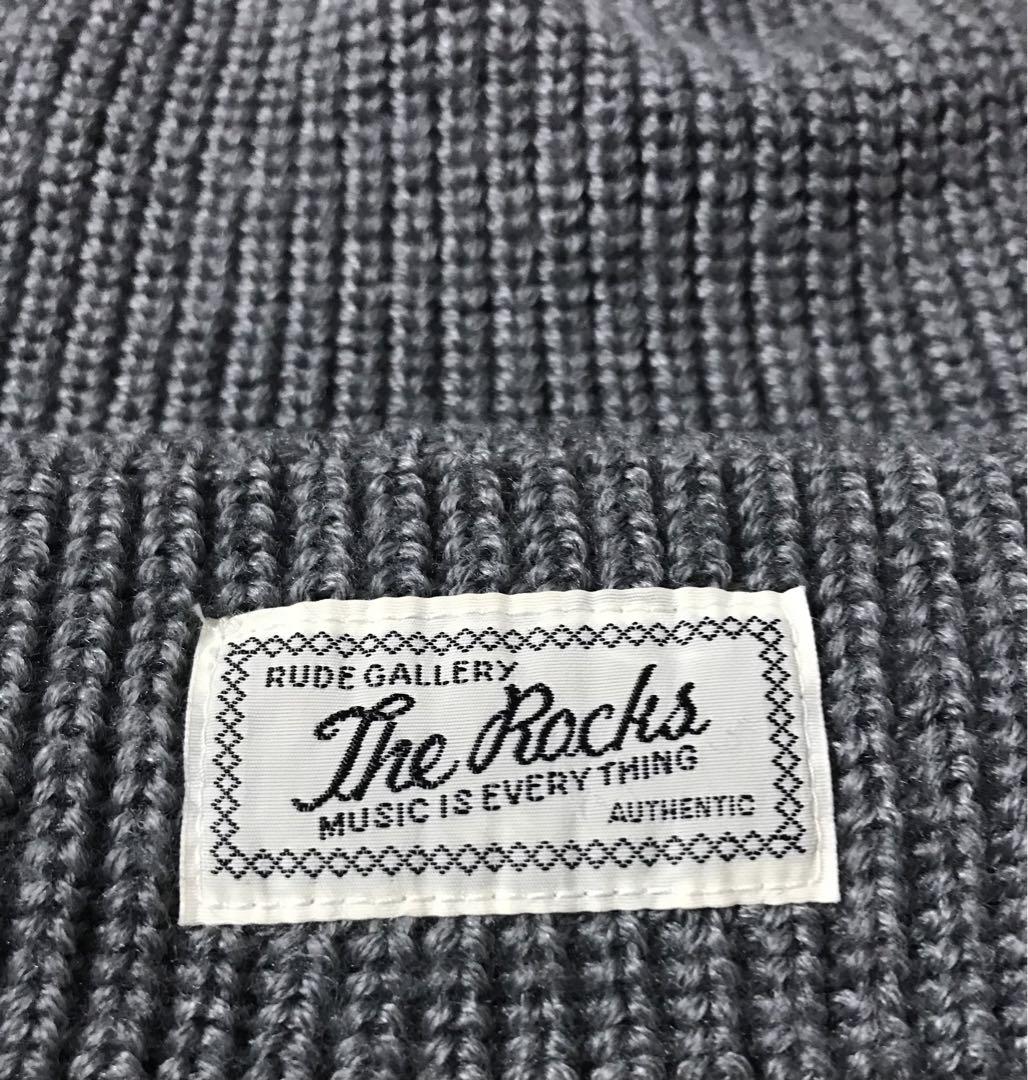 RUDE GALLERY
The Rocks
MUSIC IS EVERY THING
AUTHENTIC